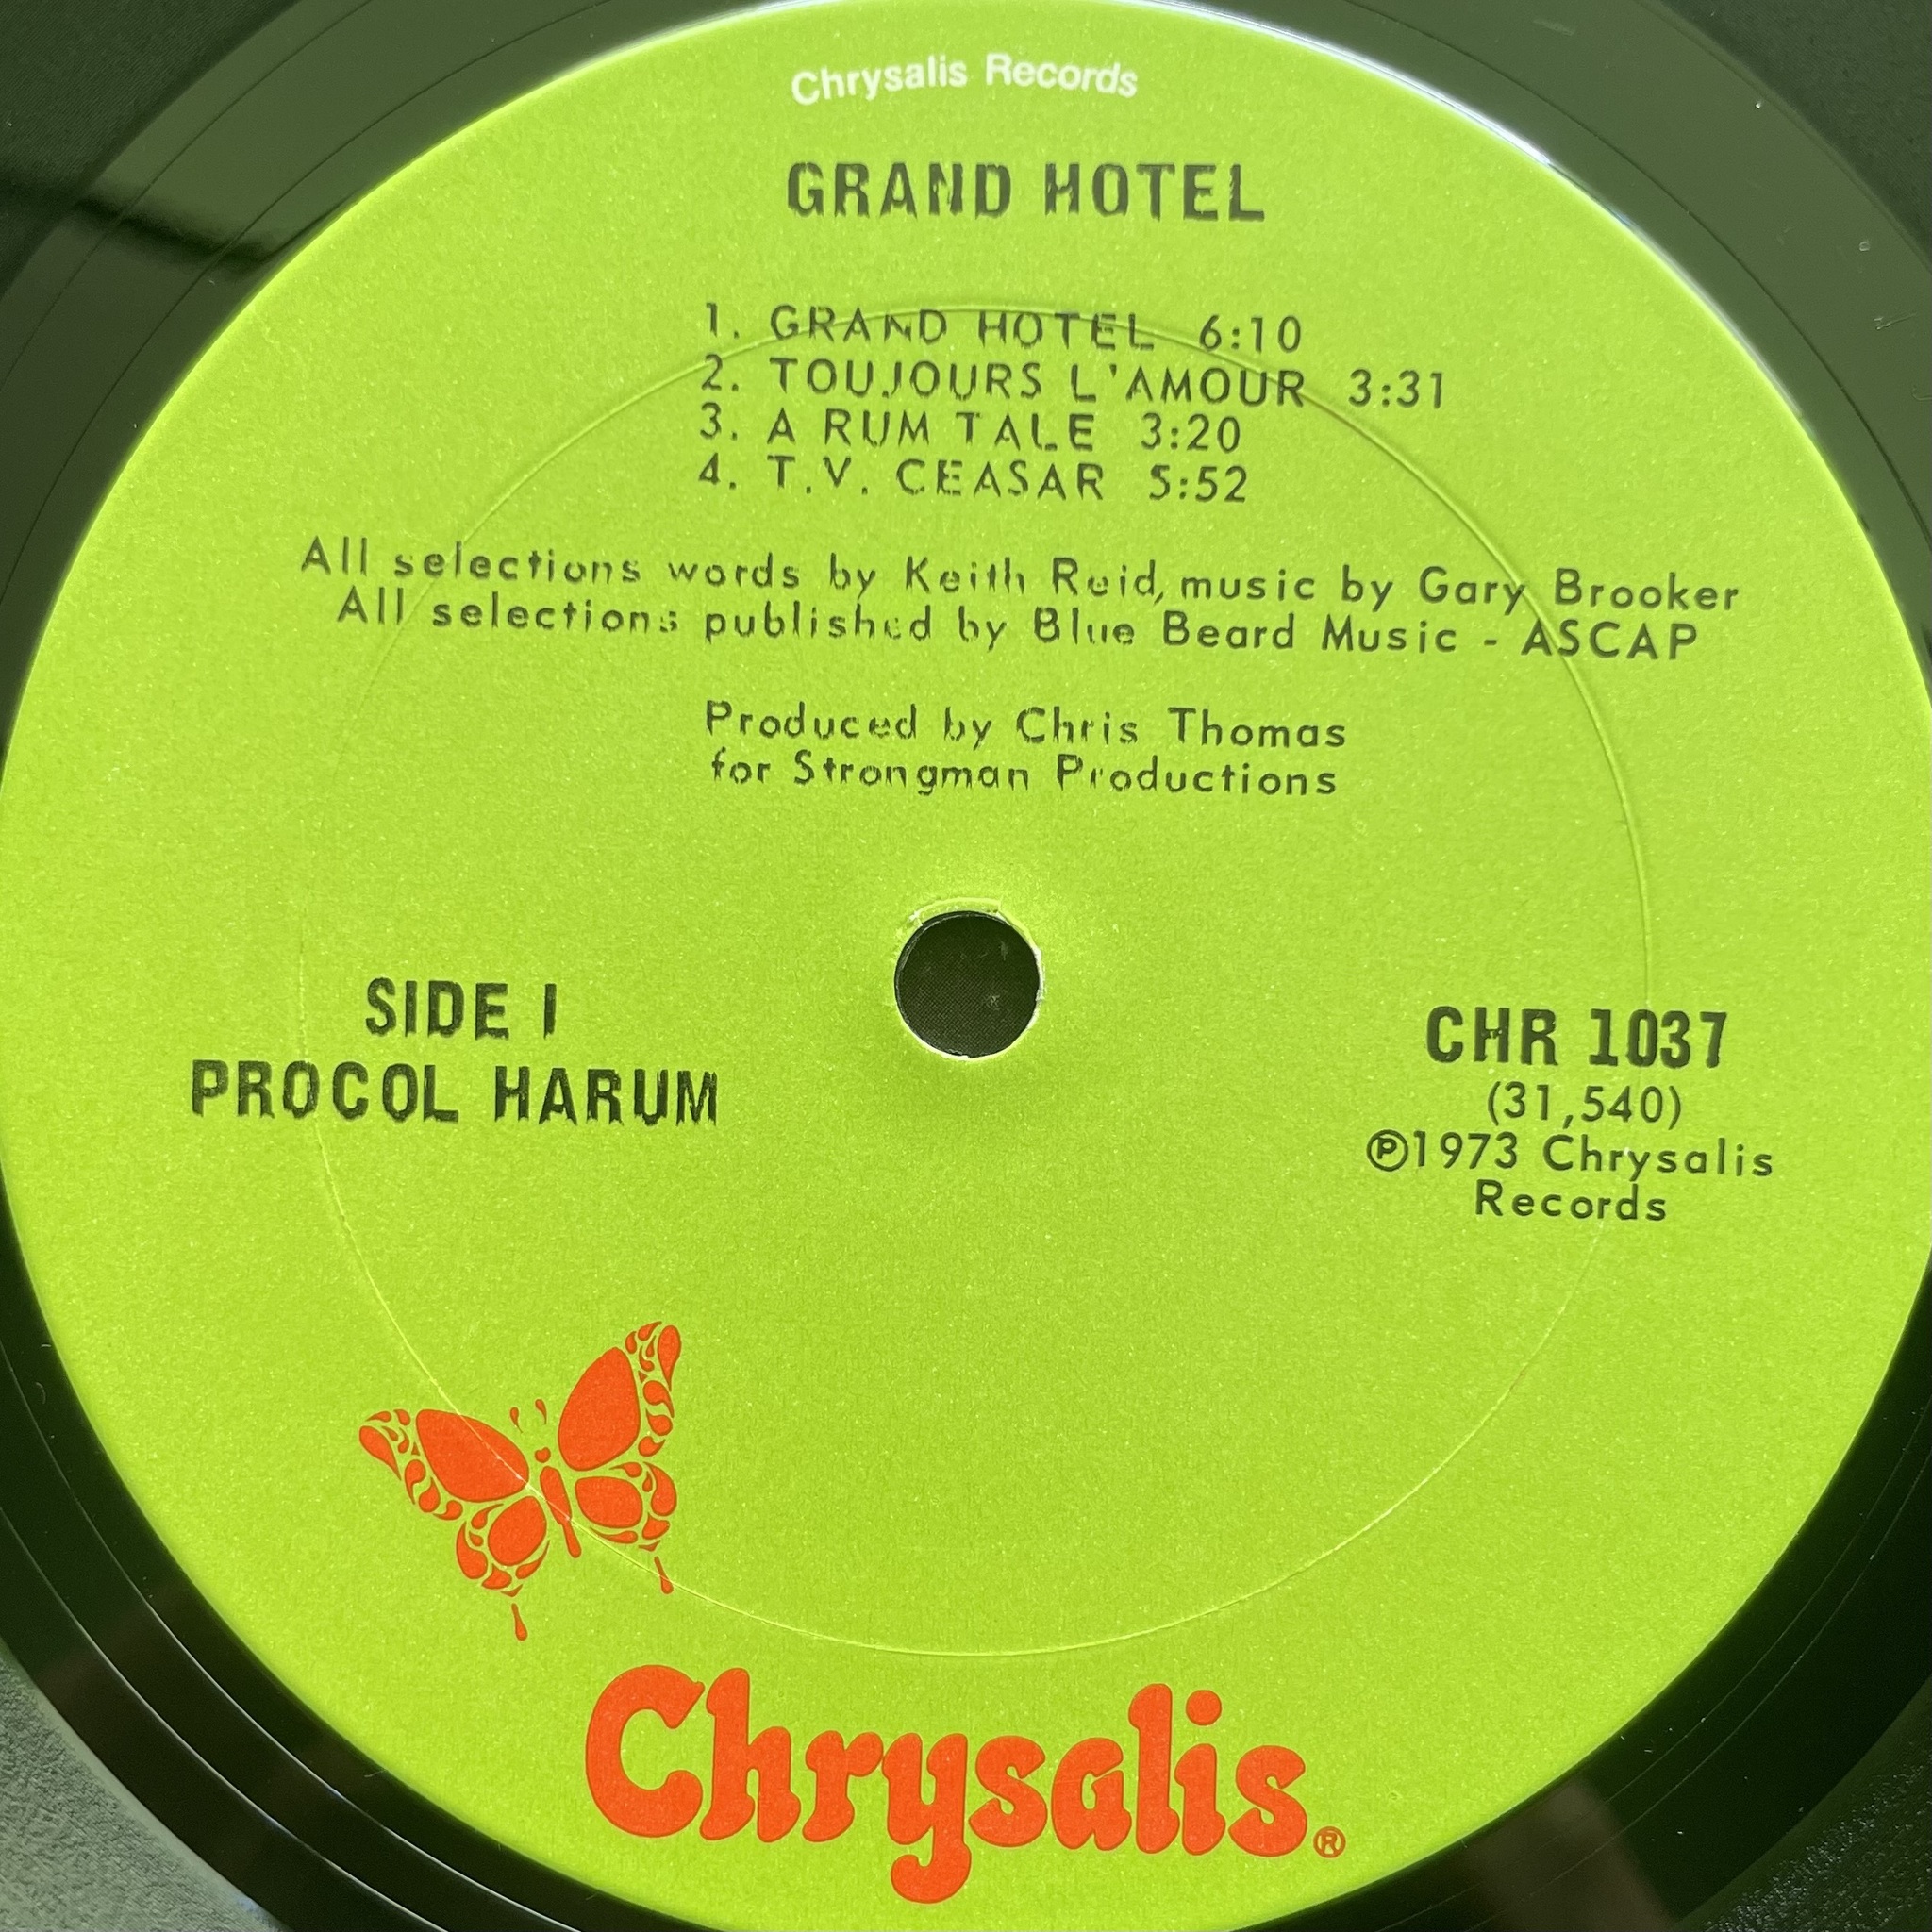 Chrysalis Records
GRAND HOTEL
1. GRAND HOTEL 6:10
2. TOUJOURS L'AMOUR 3:31
3. A RUM TALE 3:20
4. T.V. CEASAR 5:52
All selections words by Keith Reid, music by Gary Brooker
All selections published by Blue Beard Music - ASCAP
Produced by Chris Thomas
for Strongman Productions
SIDE I
PROCOL HARUM
CHR 1037
(31,540)
℗1973 Chrysalis
Records
Chrysalis®